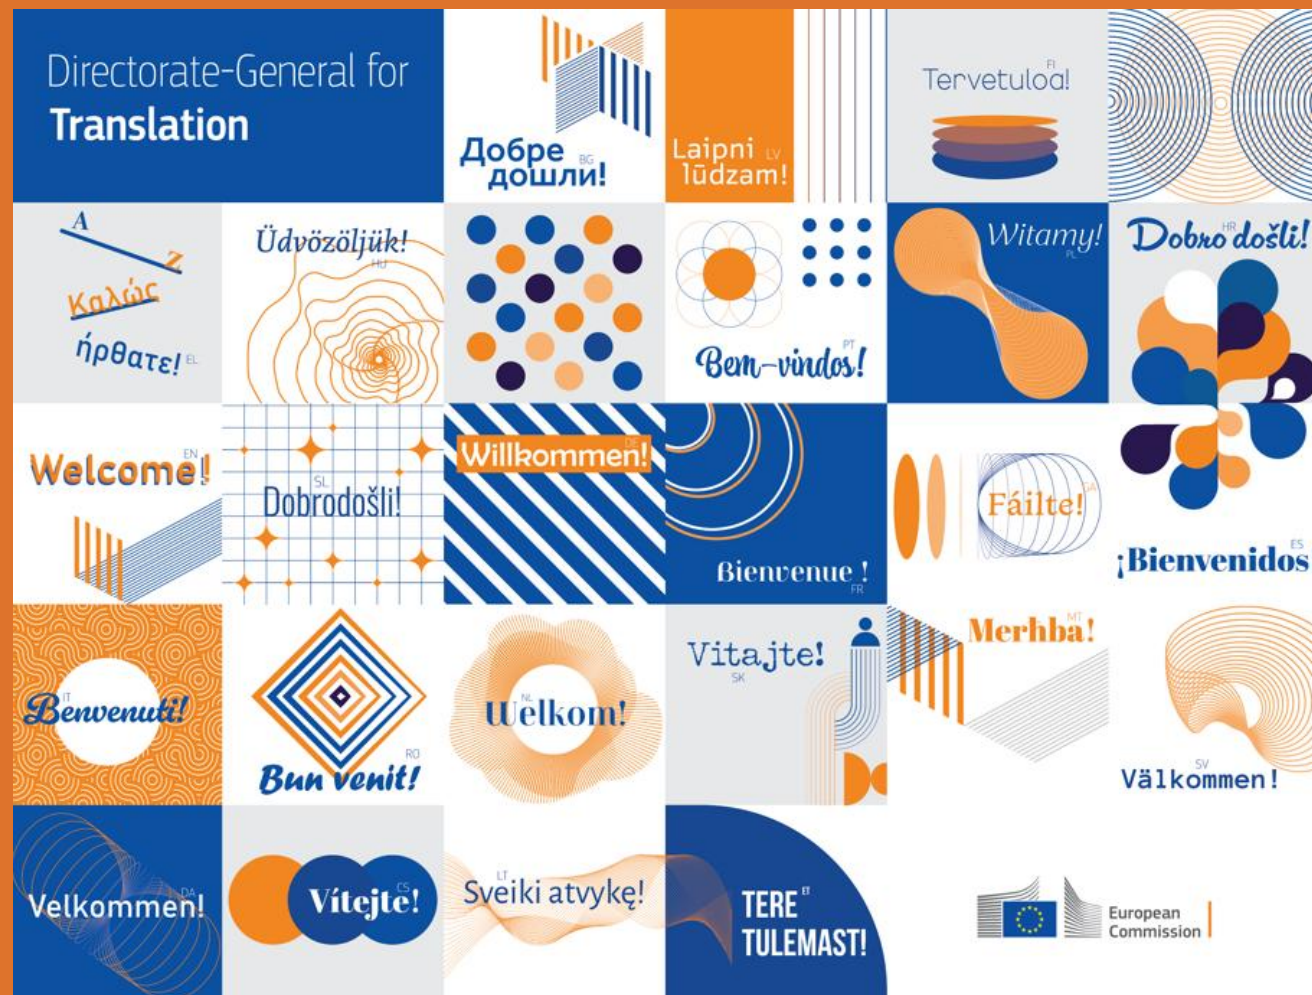 Directorate-General for
Translation
Добре
BG
дошли!
Laipni LV
lūdzam!
FI
Tervetuloa!
A
Z
Καλώς
ήρθατε! EL
Üdvözöljük!
HU
PT
Bem-vindos!
Witamy!
PL
HR
Dobro došli!
EN
Welcome!
SL
Dobrodošli!
DE
Willkommen!
Bienvenue !
FR
GA
Fáilte!
ES
¡Bienvenidos
IT
Benvenuti!
RO
Bun venit!
NL
Welkom!
Vitajte!
SK
MT
Merhba!
SV
Välkommen!
DA
Velkommen!
CS
Vítejte!
LT
Sveiki atvykę!
TERE ET
TULEMAST!
European
Commission